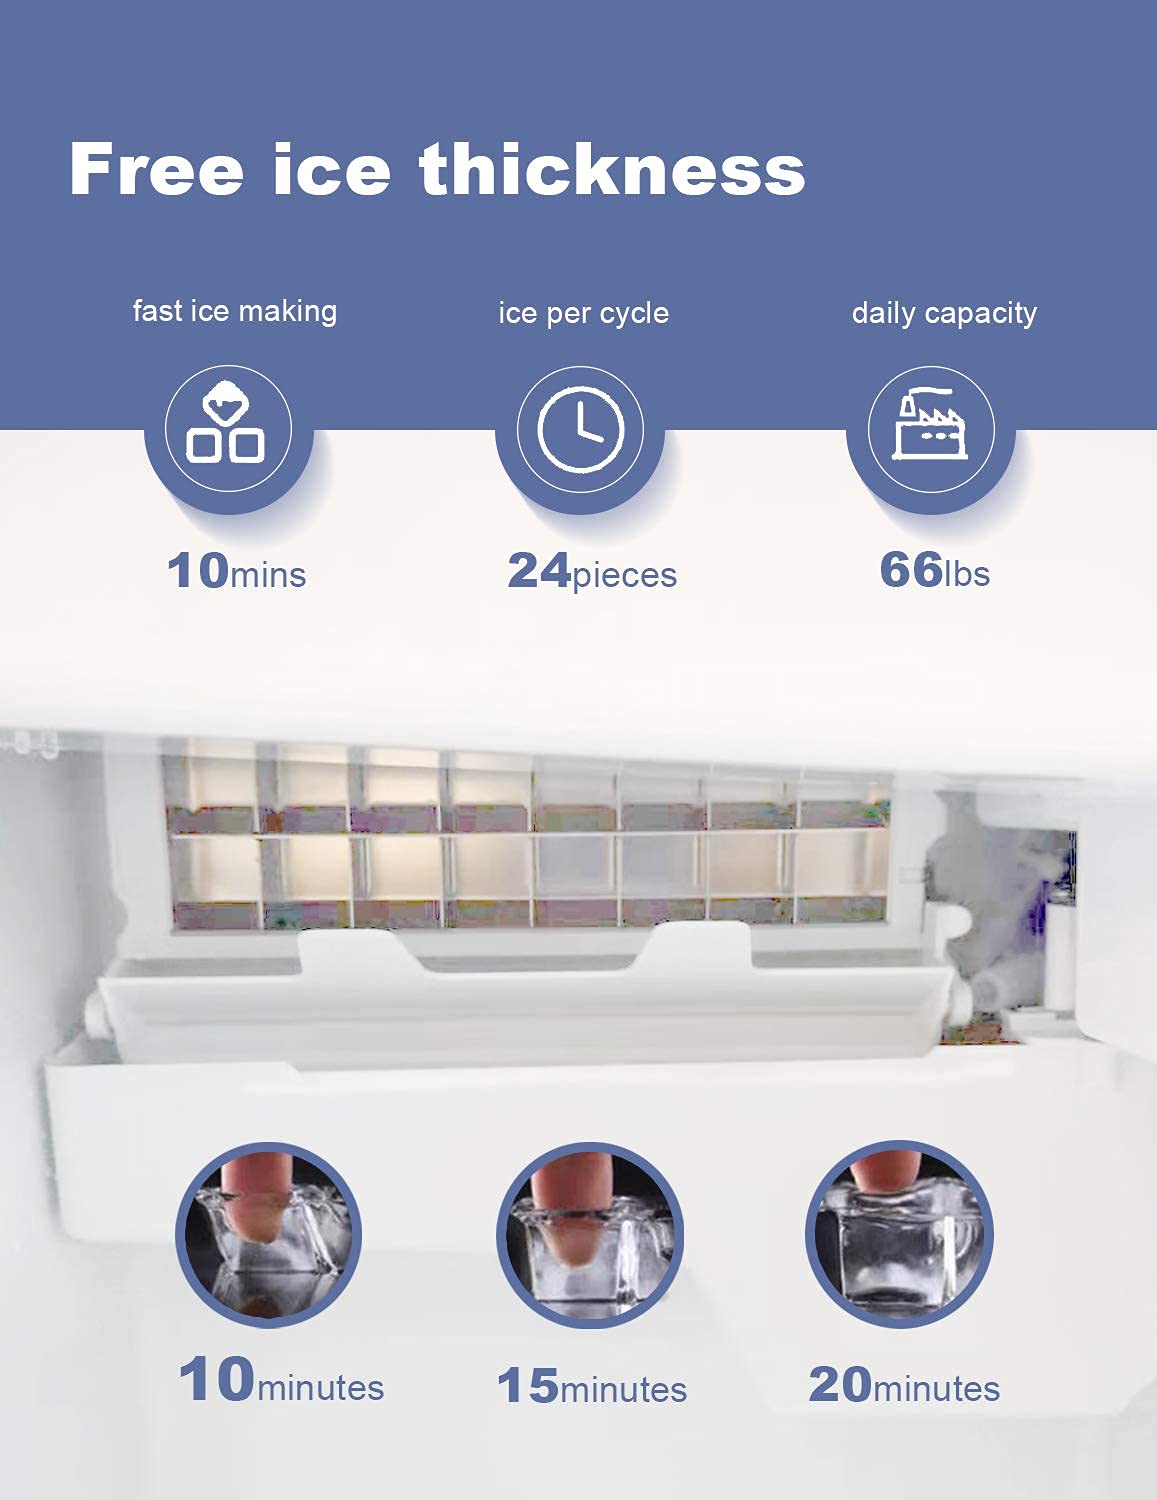 Free ice thickness
fast ice making
ice per cycle
daily capacity
10mins
24pieces
66lbs
10minutes
15minutes
20minutes